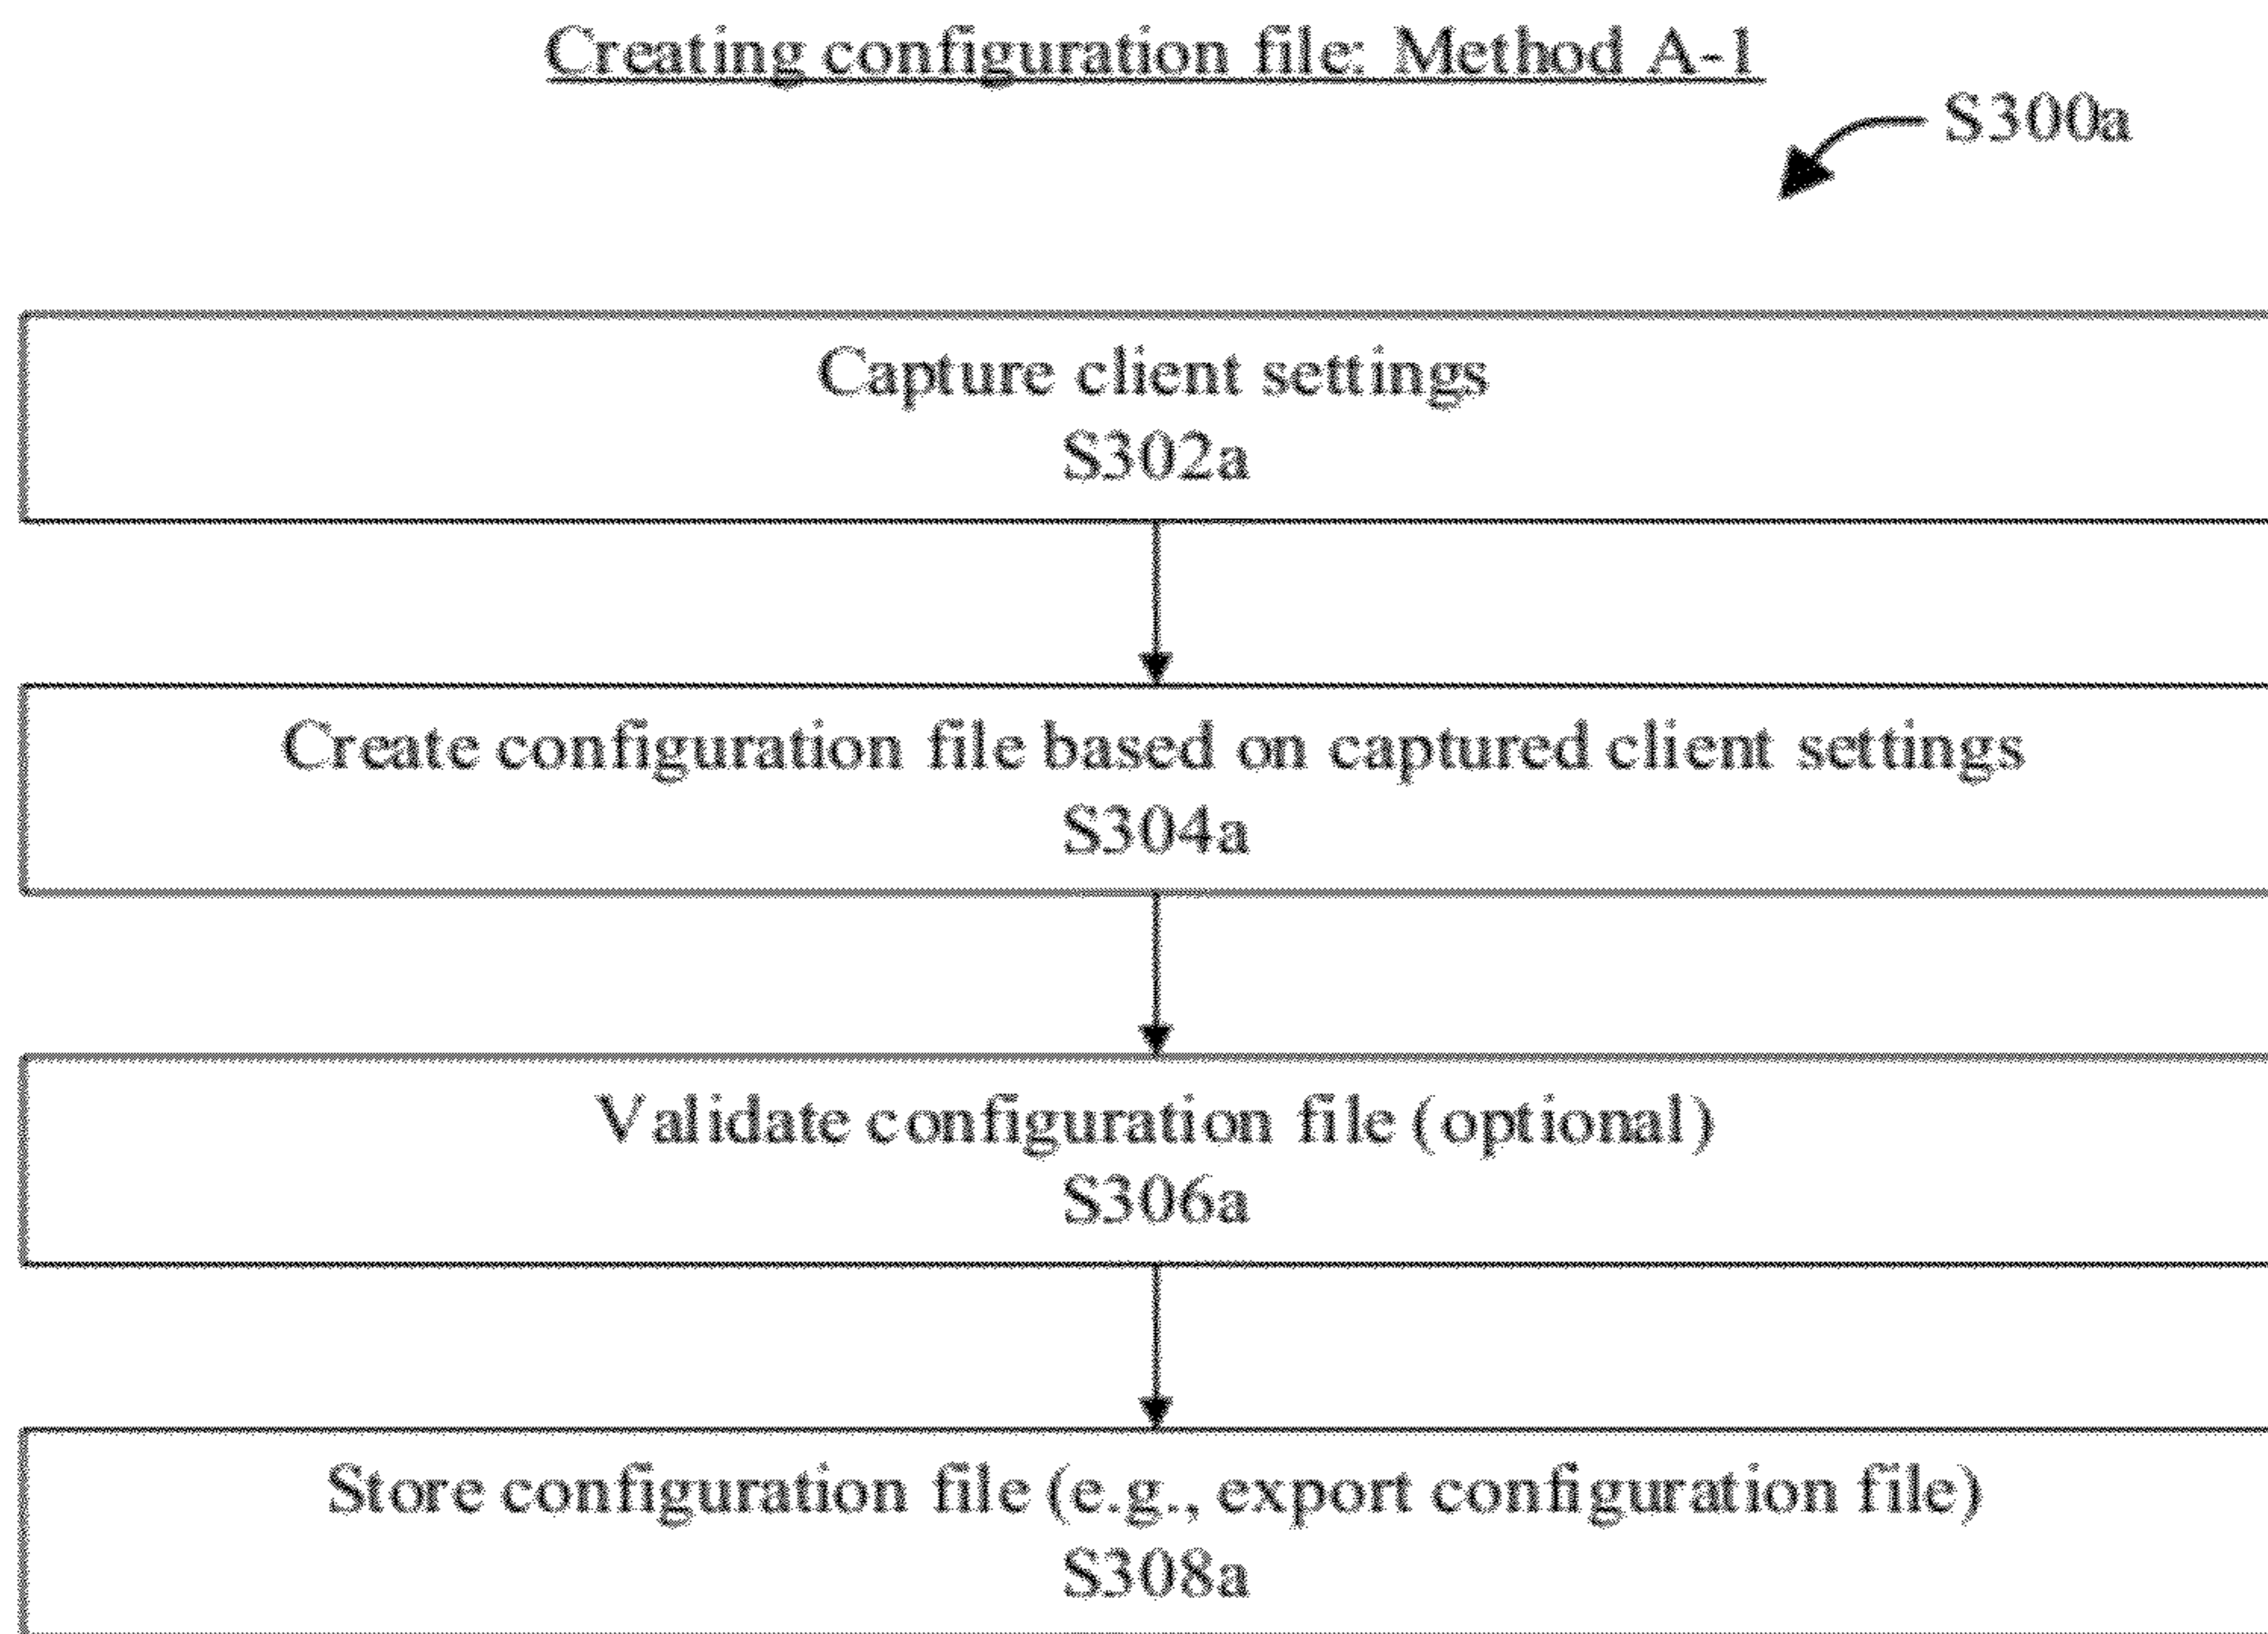 Creating configuration file: Method A-1
S300a
Capture client settings
S302a
Create configuration file based on captured client settings
S304a
Validate configuration file (optional)
S306a
Store configuration file (e.g., export configuration file)
S308a